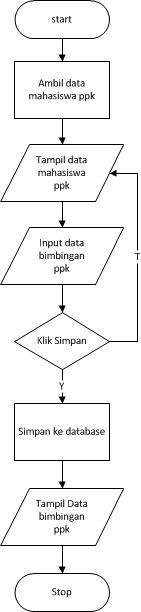 start
Ambil data
mahasiswa ppk
Tampil data
mahasiswa
ppk
Input data
bimbingan
ppk
Klik Simpan
T
Y
Simpan ke database
Tampil Data
bimbingan
ppk
Stop